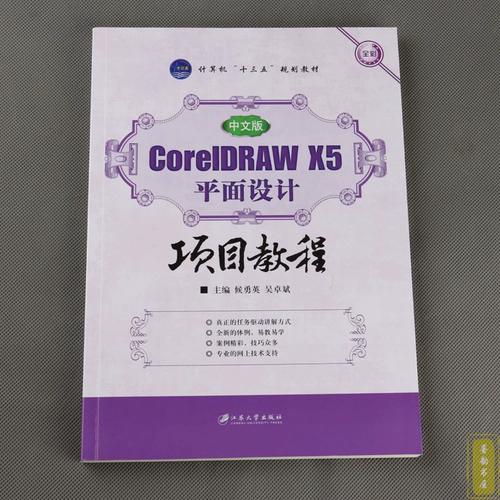 计算机“十三五”规划教材
全彩
中文版
CorelDRAW X5
平面设计
项目教程
■ 主编 候勇英 吴卓斌
真正的任务驱动讲解方式
全新的体例，易教易学
案例精彩，技巧众多
专业的网上技术支持
江苏大学出版社